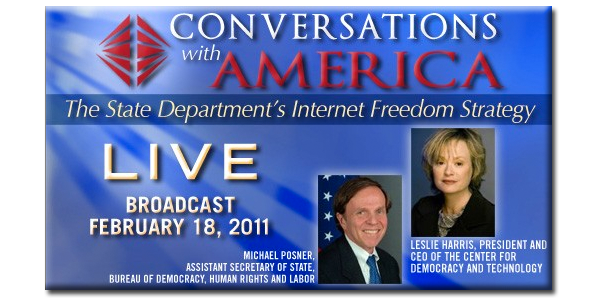 CONVERSATIONS
with
AMERICA
The State Department's Internet Freedom Strategy
LIVE
BROADCAST
FEBRUARY 18, 2011
MICHAEL POSNER,
ASSISTANT SECRETARY OF STATE,
BUREAU OF DEMOCRACY, HUMAN RIGHTS AND LABOR
LESLIE HARRIS, PRESIDENT AND
CEO OF THE CENTER FOR
DEMOCRACY AND TECHNOLOGY